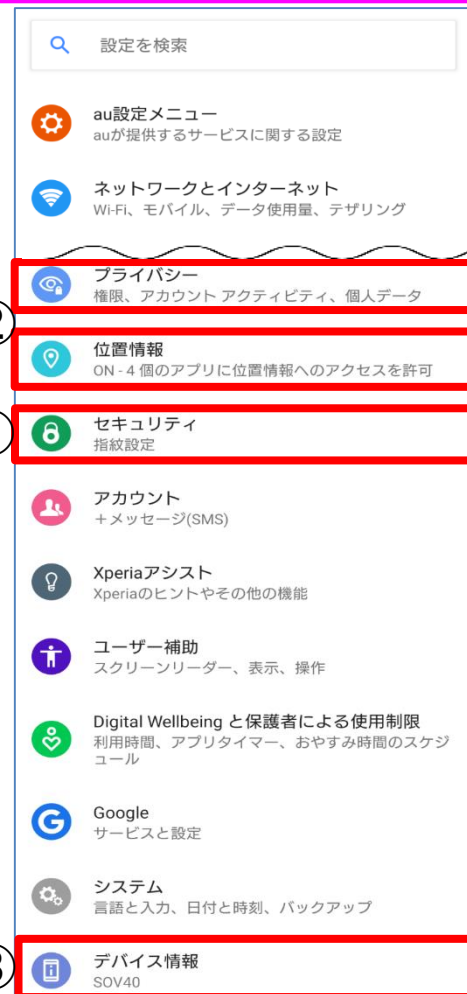 設定を検索
au設定メニュー
auが提供するサービスに関する設定
ネットワークとインターネット
Wi-Fi、モバイル、データ使用量、テザリング
プライバシー
権限、アカウント アクティビティ、個人データ
位置情報
ON - 4 個のアプリに位置情報へのアクセスを許可
セキュリティ
指紋設定
アカウント
＋メッセージ(SMS)
Xperiaアシスト
Xperiaのヒントやその他の機能
ユーザー補助
スクリーンリーダー、表示、操作
Digital Wellbeing と保護者による使用制限
利用時間、アプリタイマー、おやすみ時間のスケジ
ュール
Google
サービスと設定
システム
言語と入力、日付と時刻、バックアップ
デバイス情報
SOV40